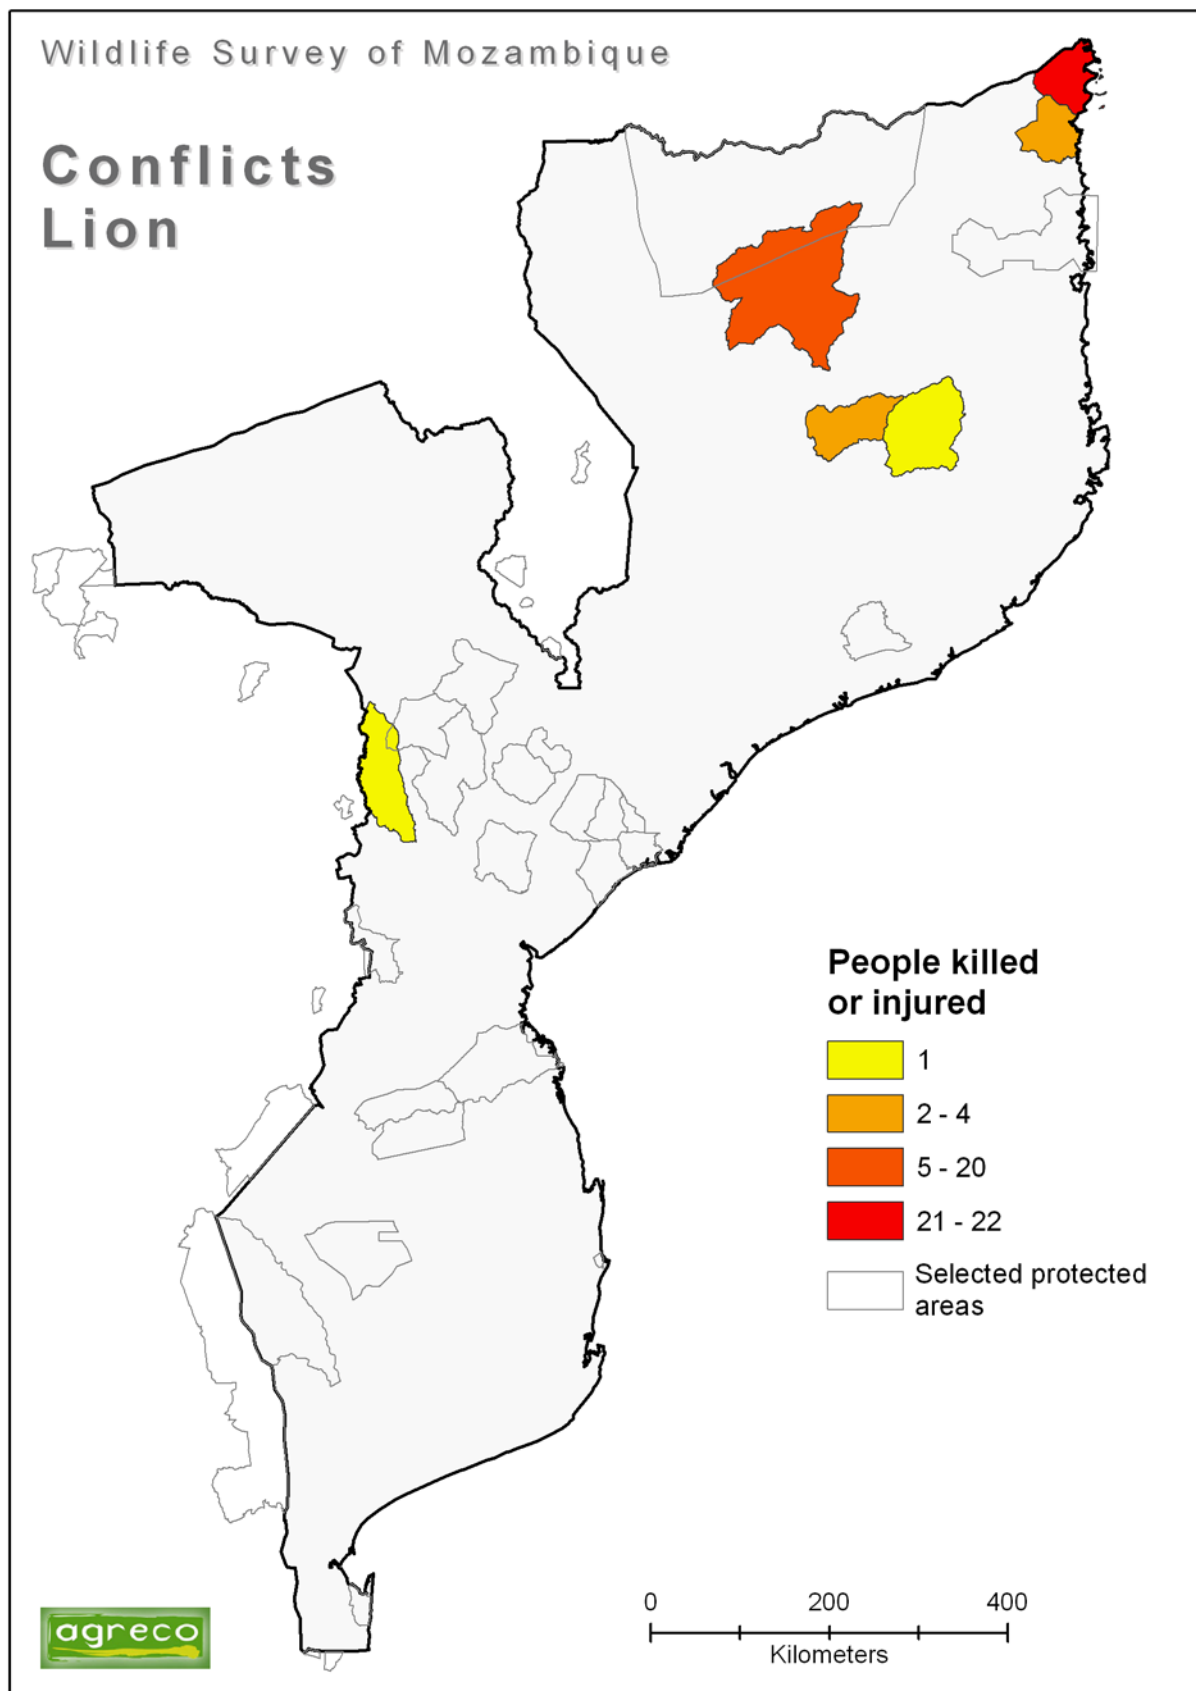 Wildlife Survey of Mozambique
Conflicts
Lion
People killed
or injured
1
2 - 4
5 - 20
21 - 22
Selected protected
areas
0 200 400
Kilometers
agreco